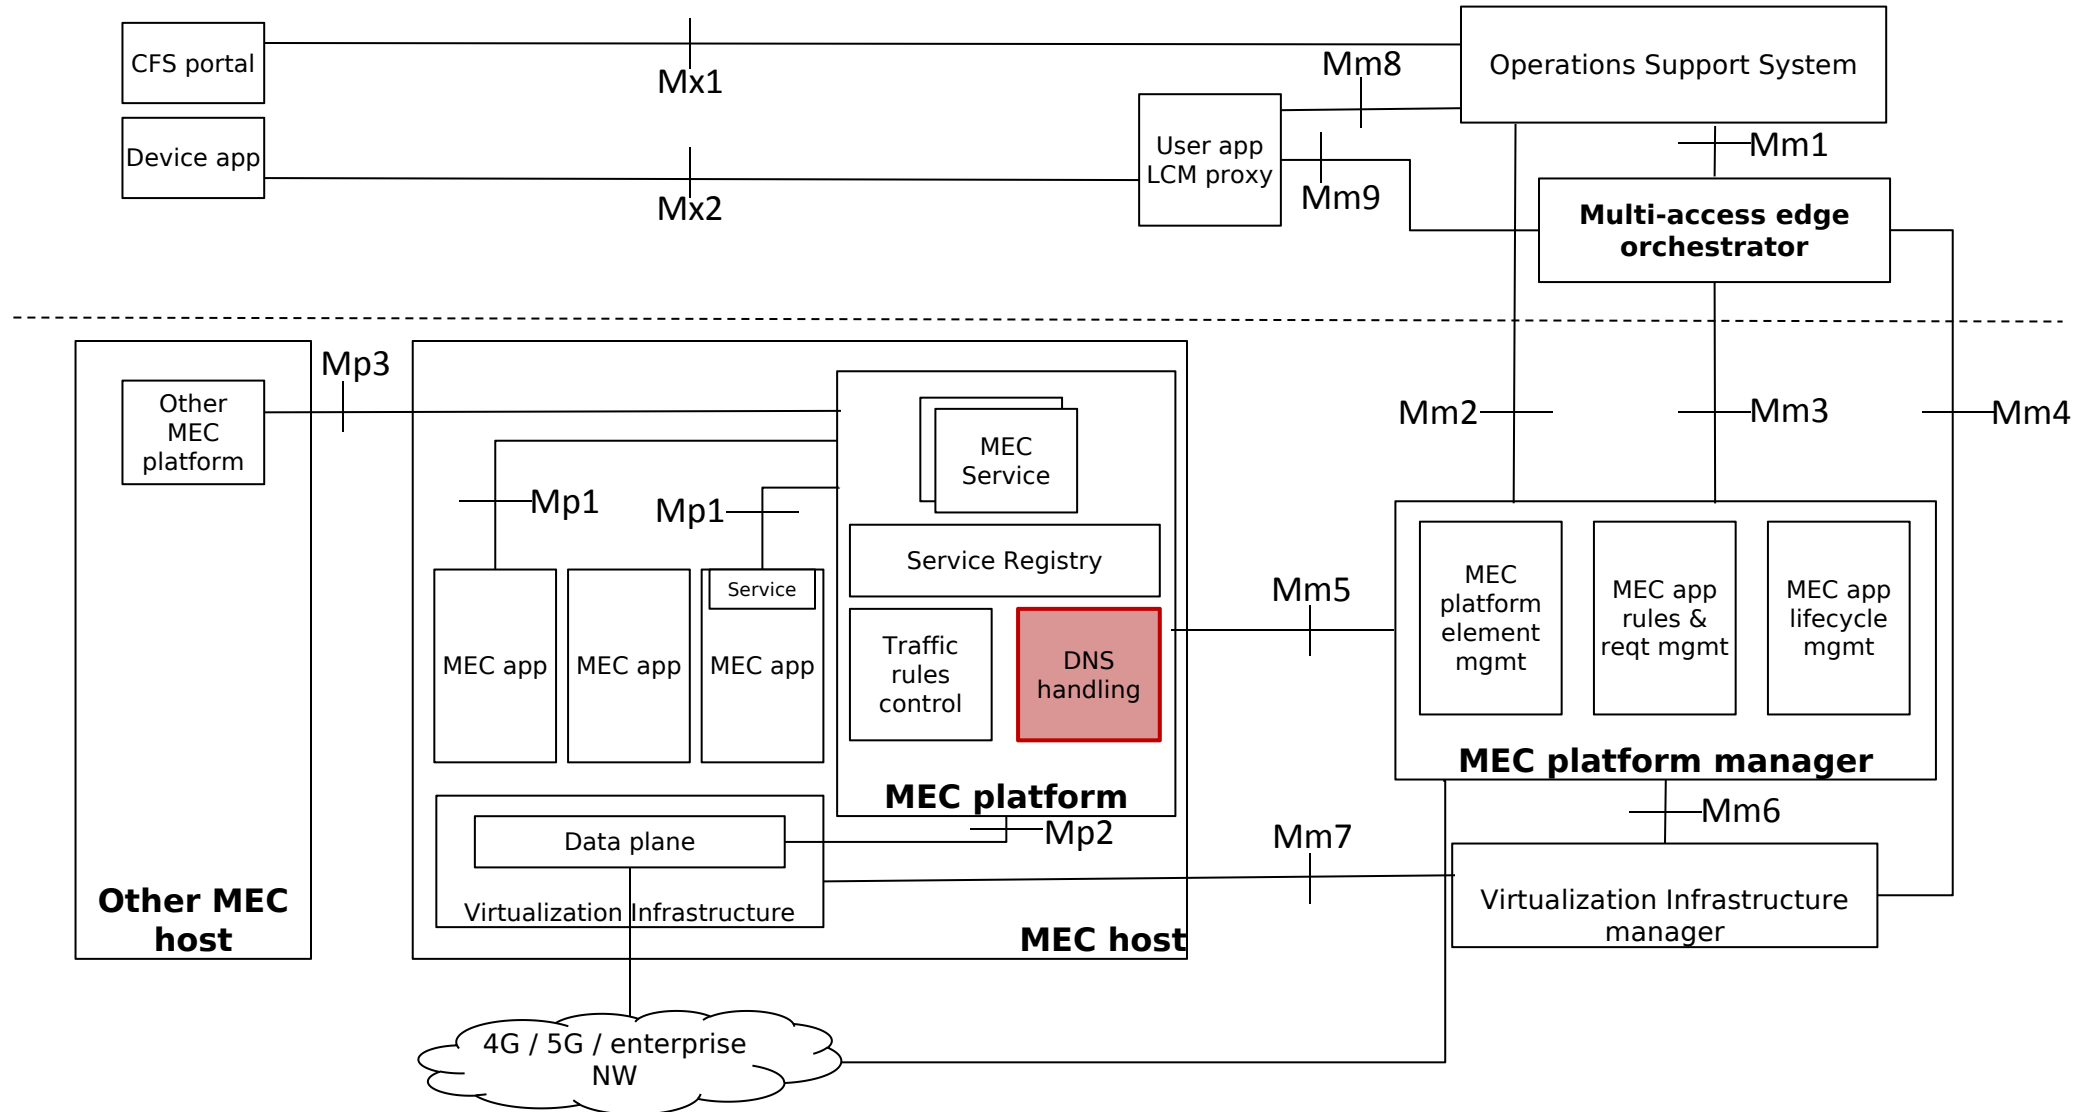 CFS portal
Mx1
Mm8
Operations Support System
Device app
Mx2
User app
LCM proxy
Mm9
Mm1
Multi-access edge
orchestrator
Mp3
Other
MEC
platform
Other MEC
host
Mp1
Mp1
MEC
Service
Service Registry
Traffic
rules
control
DNS
handling
MEC platform
MEC app
MEC app
Service
MEC app
Data plane
Virtualization Infrastructure
Mp2
MEC host
Mm2
Mm3
Mm4
Mm5
MEC
platform
element
mgmt
MEC app
rules &
reqt mgmt
MEC app
lifecycle
mgmt
MEC platform manager
Mm6
Mm7
Virtualization Infrastructure
manager
4G / 5G / enterprise
NW